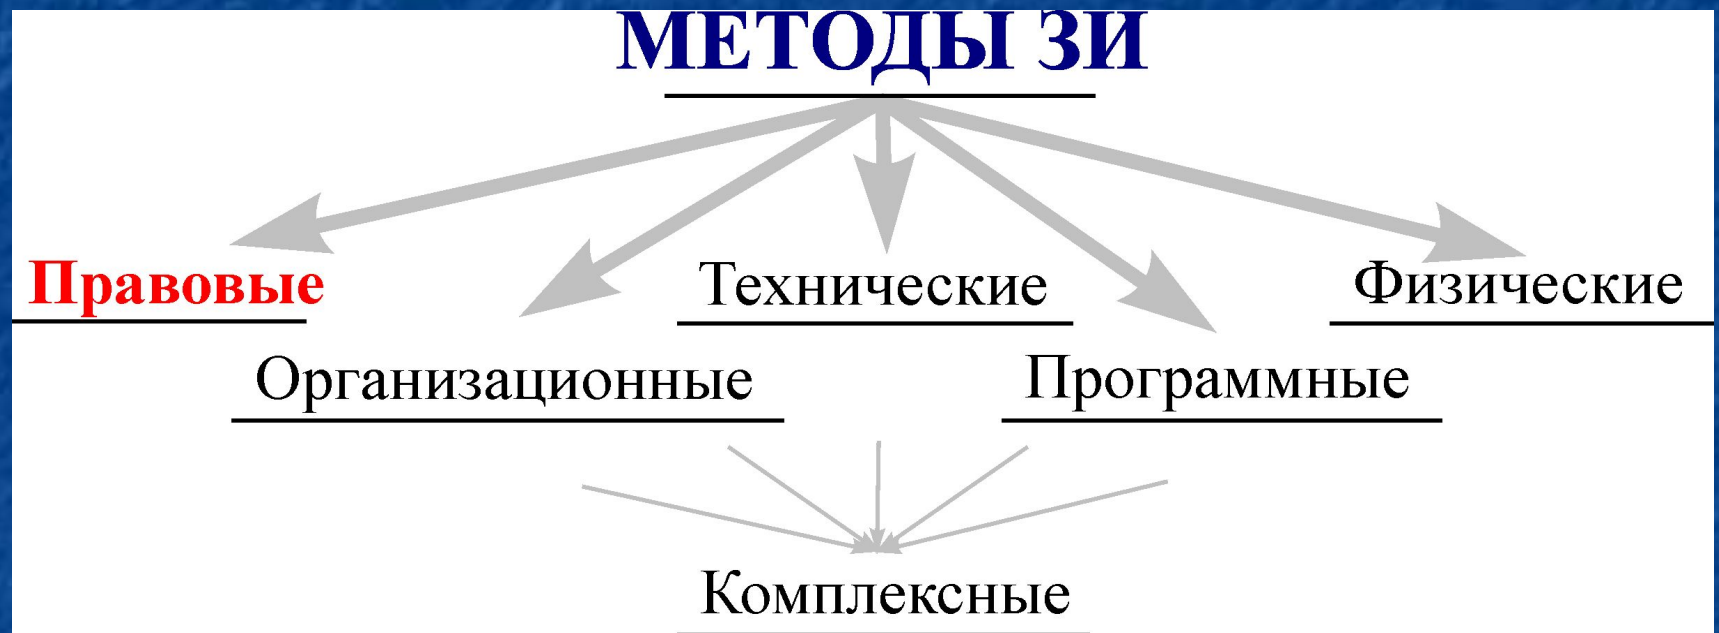 МЕТОДЫ ЗИ
Правовые
Технические
Физические
Организационные
Программные
Комплексные